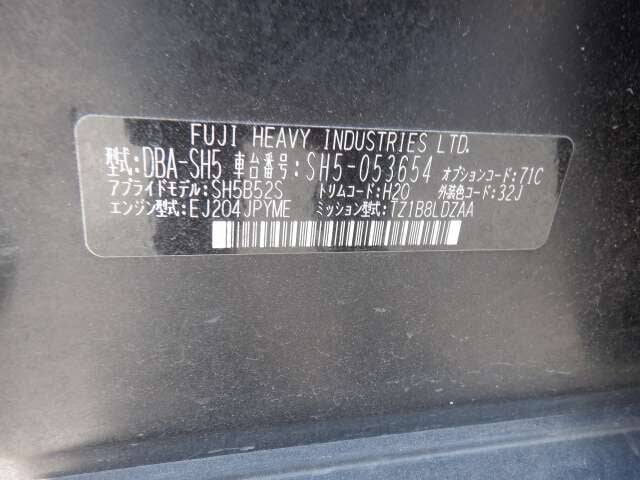 FUJI HEAVY INDUSTRIES LTD.
型式:DBA-SH5 車台番号:SH5-053654 オプションコード:71C
アプライドモデル:SH5B52S トリムコード:H20 外装色コード:32J
エンジン型式:EJ204JPYME ミッション型式:TZ1B8LDZAA